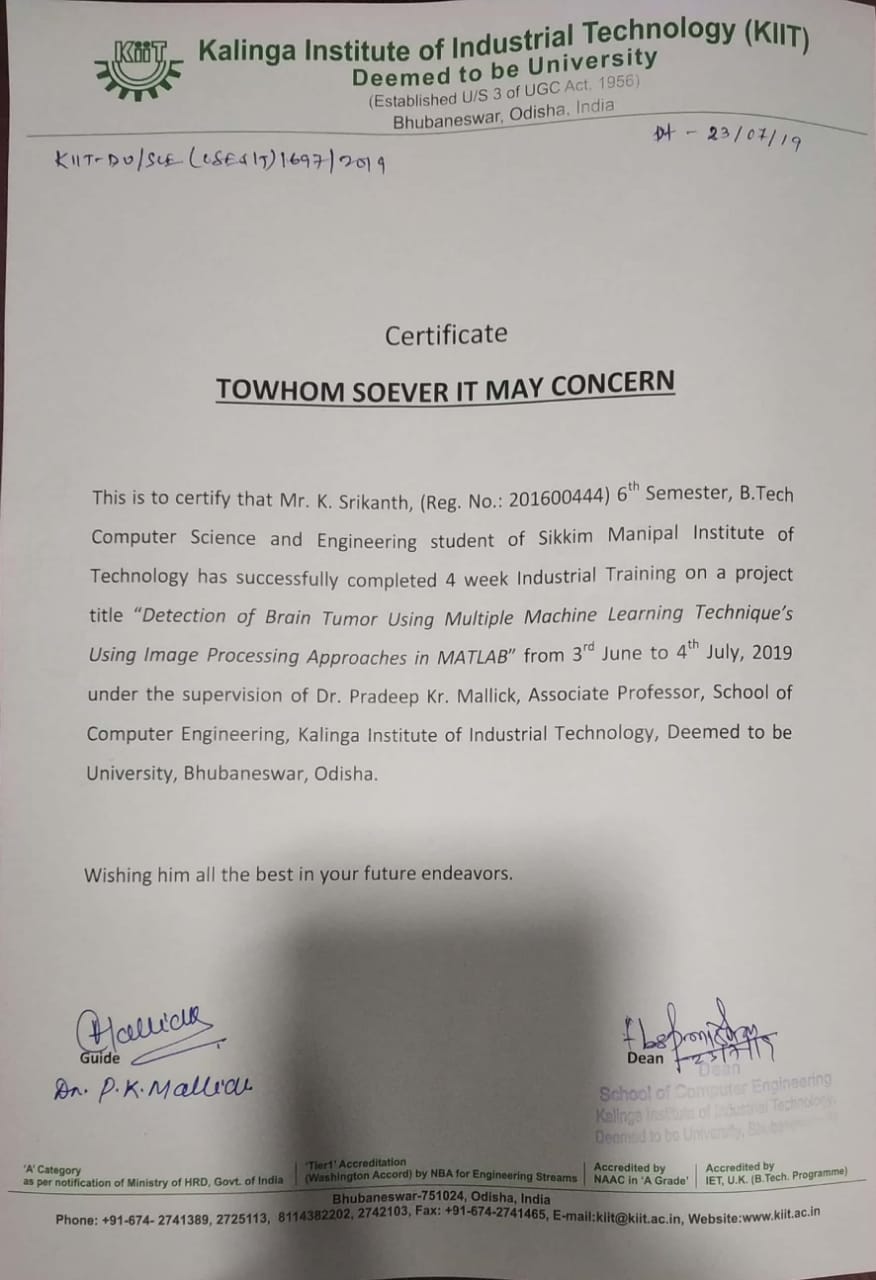 KiiT
Kalinga Institute of Industrial Technology (KIIT)
Deemed to be University
(Established U/S 3 of UGC Act, 1956)
Bhubaneswar, Odisha, India
Dt - 23/07/19
KIIT-DU/SCE (CSE&IT)1697/2019
Certificate
TOWHOM SOEVER IT MAY CONCERN
This is to certify that Mr. K. Srikanth, (Reg. No.: 201600444) 6th Semester, B.Tech
Computer Science and Engineering student of Sikkim Manipal Institute of
Technology has successfully completed 4 week Industrial Training on a project
title “Detection of Brain Tumor Using Multiple Machine Learning Technique’s
Using Image Processing Approaches in MATLAB” from 3rd June to 4th July, 2019
under the supervision of Dr. Pradeep Kr. Mallick, Associate Professor, School of
Computer Engineering, Kalinga Institute of Industrial Technology, Deemed to be
University, Bhubaneswar, Odisha.
Wishing him all the best in your future endeavors.
PMallick
Guide
Dr. P.K.Mallick
Dean
23/7/19
Dean
School of Computer Engineering
Kalinga Institute of Industrial Technology,
Deemed to be University, Bhubaneswar
'A' Category
as per notification of Ministry of HRD, Govt. of India
'Tier1' Accreditation
(Washington Accord) by NBA for Engineering Streams
Accredited by
NAAC in 'A Grade'
Accredited by
IET, U.K. (B.Tech. Programme)
Bhubaneswar-751024, Odisha, India
Phone: +91-674- 2741389, 2725113, 8114382202, 2742103, Fax: +91-674-2741465, E-mail:kiit@kiit.ac.in, Website:www.kiit.ac.in